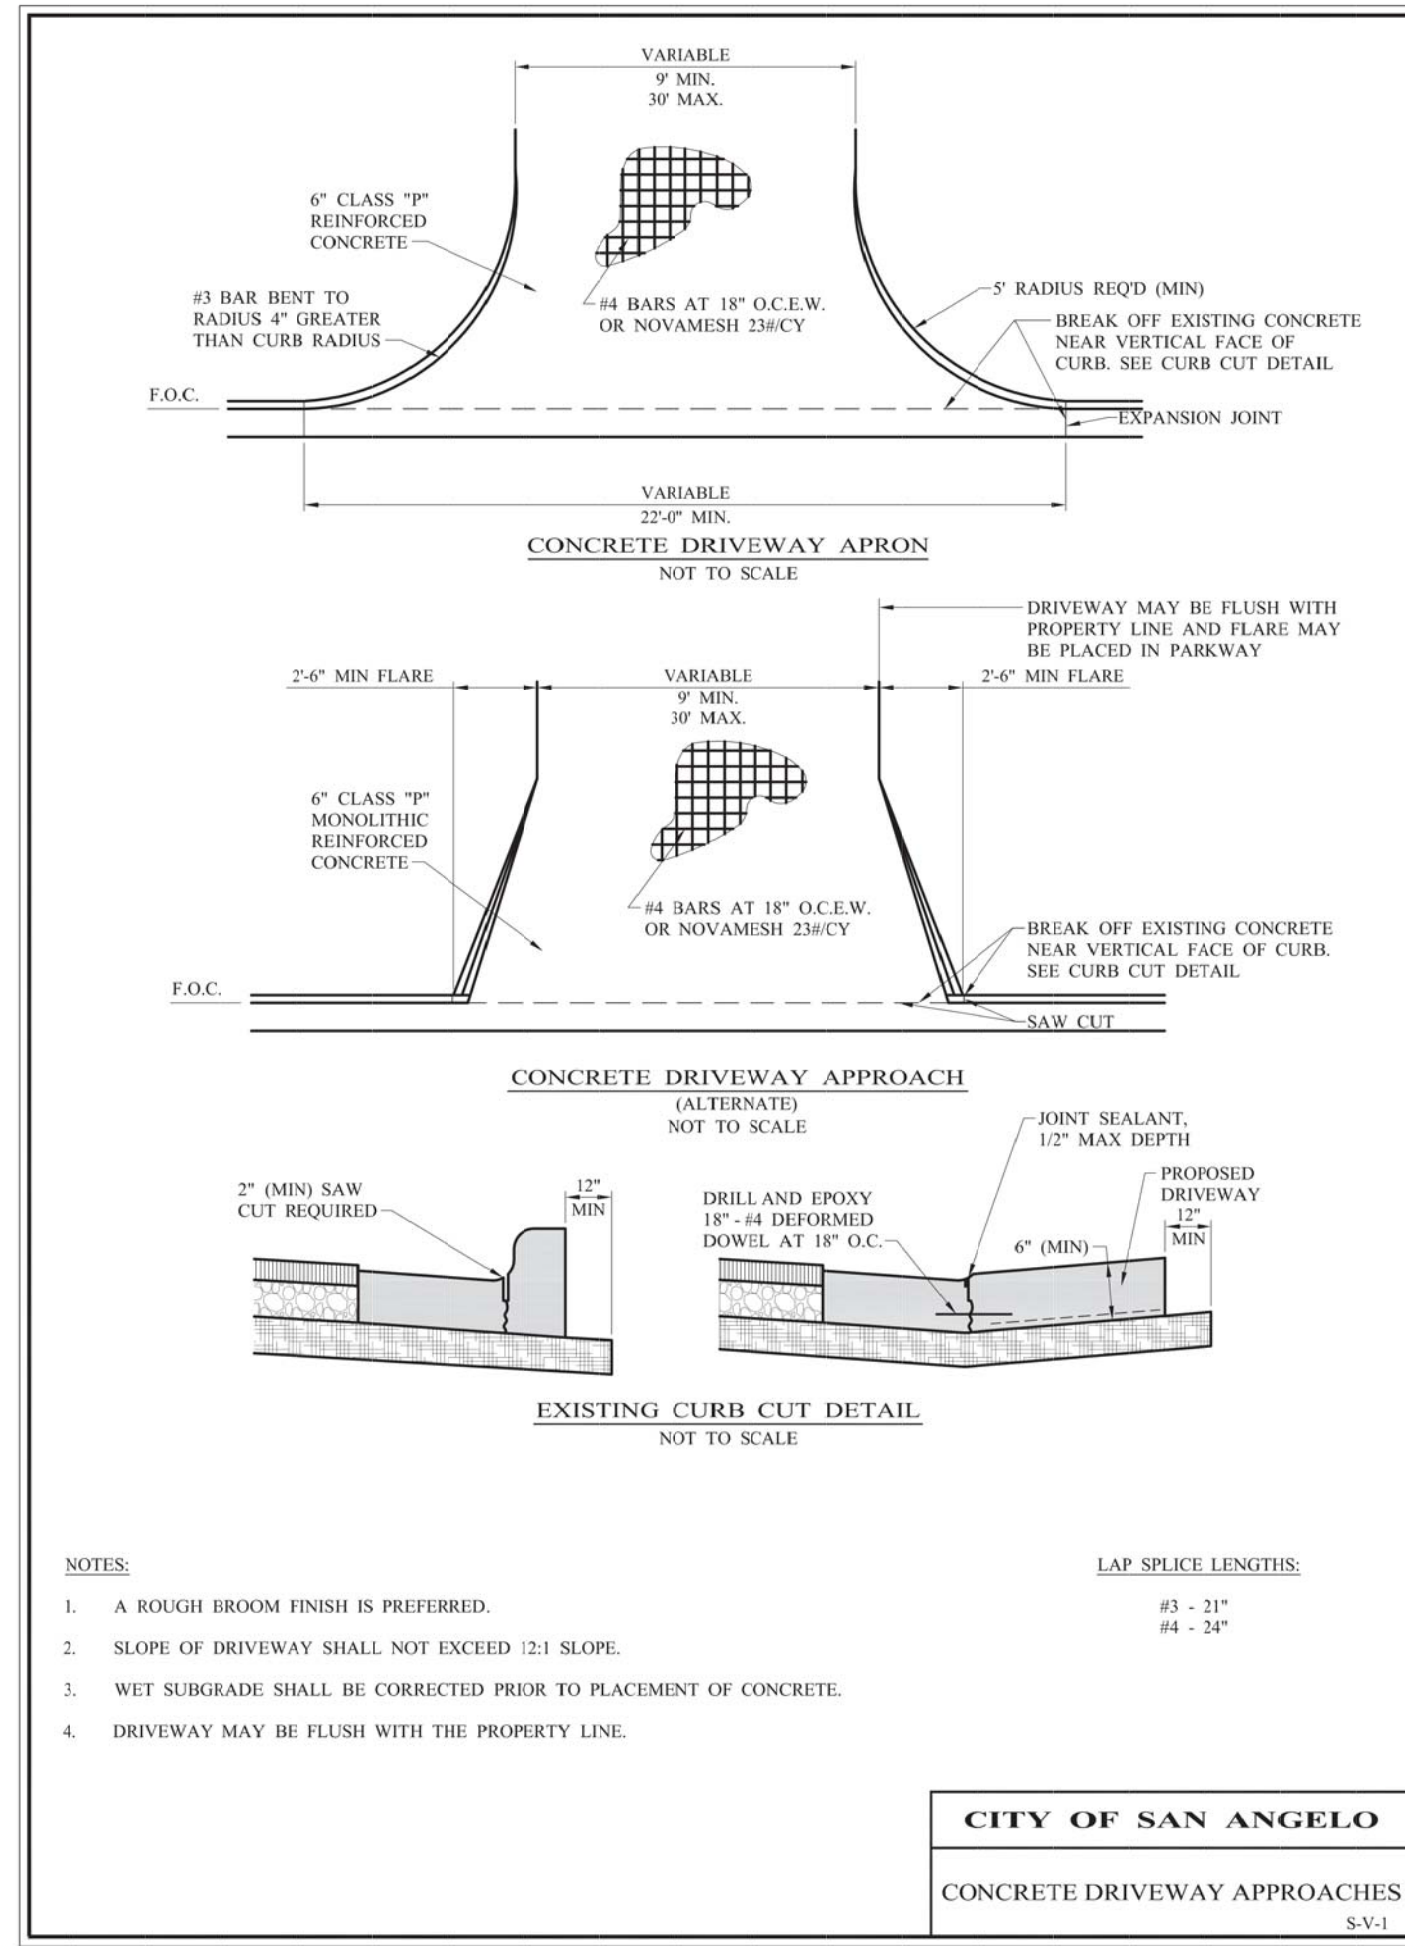 VARIABLE
9' MIN.
30' MAX.
6" CLASS "P"
REINFORCED
CONCRETE
#3 BAR BENT TO
RADIUS 4" GREATER
THAN CURB RADIUS
#4 BARS AT 18" O.C.E.W.
OR NOVAMESH 23#/CY
5' RADIUS REQ'D (MIN)
BREAK OFF EXISTING CONCRETE
NEAR VERTICAL FACE OF
CURB. SEE CURB CUT DETAIL
F.O.C.
EXPANSION JOINT
VARIABLE
22'-0" MIN.
CONCRETE DRIVEWAY APRON
NOT TO SCALE
DRIVEWAY MAY BE FLUSH WITH
PROPERTY LINE AND FLARE MAY
BE PLACED IN PARKWAY
2'-6" MIN FLARE
VARIABLE
9' MIN.
30' MAX.
2'-6" MIN FLARE
6" CLASS "P"
MONOLITHIC
REINFORCED
CONCRETE
#4 BARS AT 18" O.C.E.W.
OR NOVAMESH 23#/CY
BREAK OFF EXISTING CONCRETE
NEAR VERTICAL FACE OF CURB.
SEE CURB CUT DETAIL
F.O.C.
SAW CUT
CONCRETE DRIVEWAY APPROACH
(ALTERNATE)
NOT TO SCALE
2" (MIN) SAW
CUT REQUIRED
12"
MIN
JOINT SEALANT,
1/2" MAX DEPTH
DRILL AND EPOXY
18" - #4 DEFORMED
DOWEL AT 18" O.C.
6" (MIN)
PROPOSED
DRIVEWAY
12"
MIN
EXISTING CURB CUT DETAIL
NOT TO SCALE
NOTES:
1. A ROUGH BROOM FINISH IS PREFERRED.
2. SLOPE OF DRIVEWAY SHALL NOT EXCEED 12:1 SLOPE.
3. WET SUBGRADE SHALL BE CORRECTED PRIOR TO PLACEMENT OF CONCRETE.
4. DRIVEWAY MAY BE FLUSH WITH THE PROPERTY LINE.
LAP SPLICE LENGTHS:
#3 - 21"
#4 - 24"
CITY OF SAN ANGELO
CONCRETE DRIVEWAY APPROACHES
S-V-1